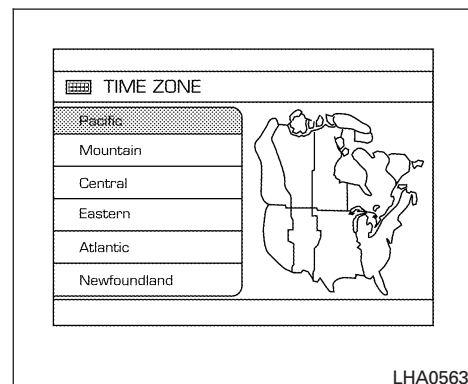 TIME ZONE
Pacific
Mountain
Central
Eastern
Atlantic
Newfoundland
LHA0563